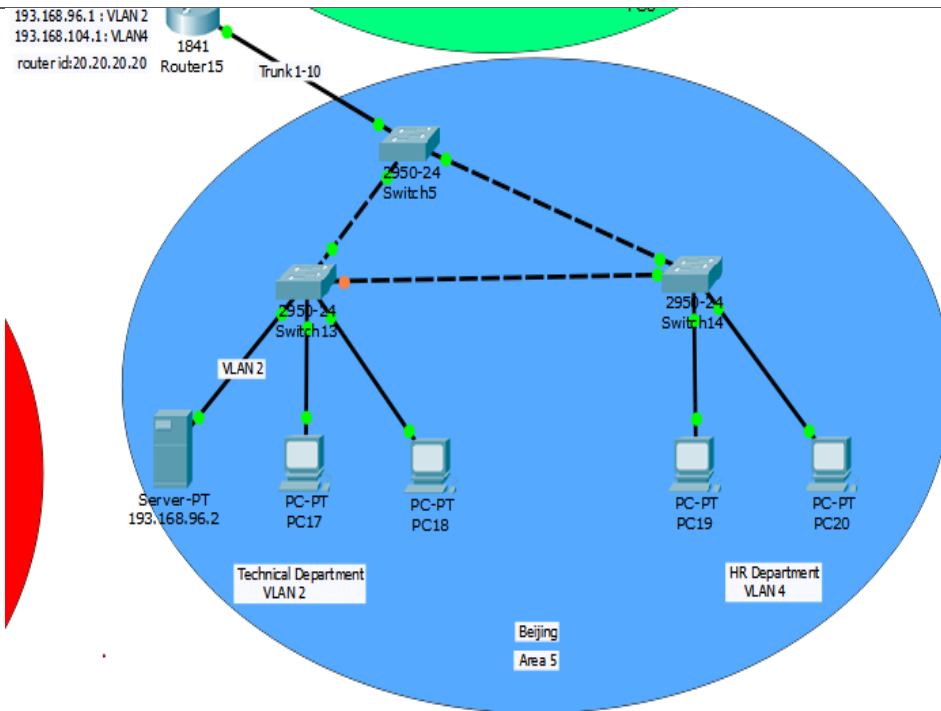 193.168.96.1 : VLAN 2
193.168.104.1 : VLAN4
router id:20.20.20.20
1841
Router15
Trunk 1-10
2950-24
Switch5
2950-24
Switch13
2950-24
Switch14
VLAN 2
Server-PT
193.168.96.2
PC-PT
PC17
PC-PT
PC18
PC-PT
PC19
PC-PT
PC20
Technical Department
VLAN 2
HR Department
VLAN 4
Beijing
Area 5